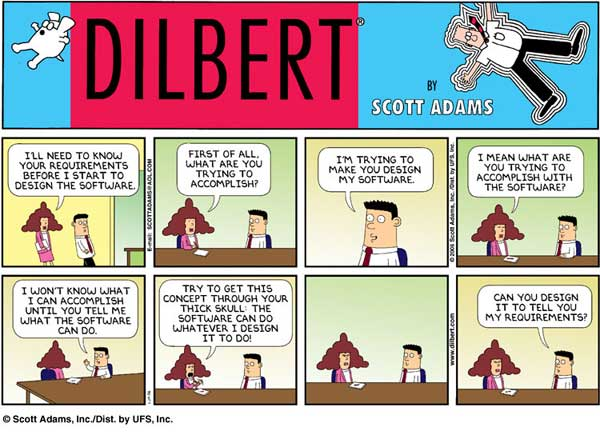 DILBERT®
BY
SCOTT ADAMS
I'LL NEED TO KNOW
YOUR REQUIREMENTS
BEFORE I START TO
DESIGN THE SOFTWARE.
E-mail: SCOTTADAMS@AOL.COM
FIRST OF ALL,
WHAT ARE YOU
TRYING TO
ACCOMPLISH?
I'M TRYING TO
MAKE YOU DESIGN
MY SOFTWARE.
Scott Adams, Inc./Dist. by UFS, Inc.
I MEAN WHAT ARE
YOU TRYING TO
ACCOMPLISH WITH
THE SOFTWARE?
I WON'T KNOW WHAT
I CAN ACCOMPLISH
UNTIL YOU TELL ME
WHAT THE SOFTWARE
CAN DO.
TRY TO GET THIS
CONCEPT THROUGH YOUR
THICK SKULL: THE
SOFTWARE CAN DO
WHATEVER I DESIGN
IT TO DO!
www.dilbert.com
CAN YOU DESIGN
IT TO TELL YOU
MY REQUIREMENTS?
© Scott Adams, Inc./Dist. by UFS, Inc.